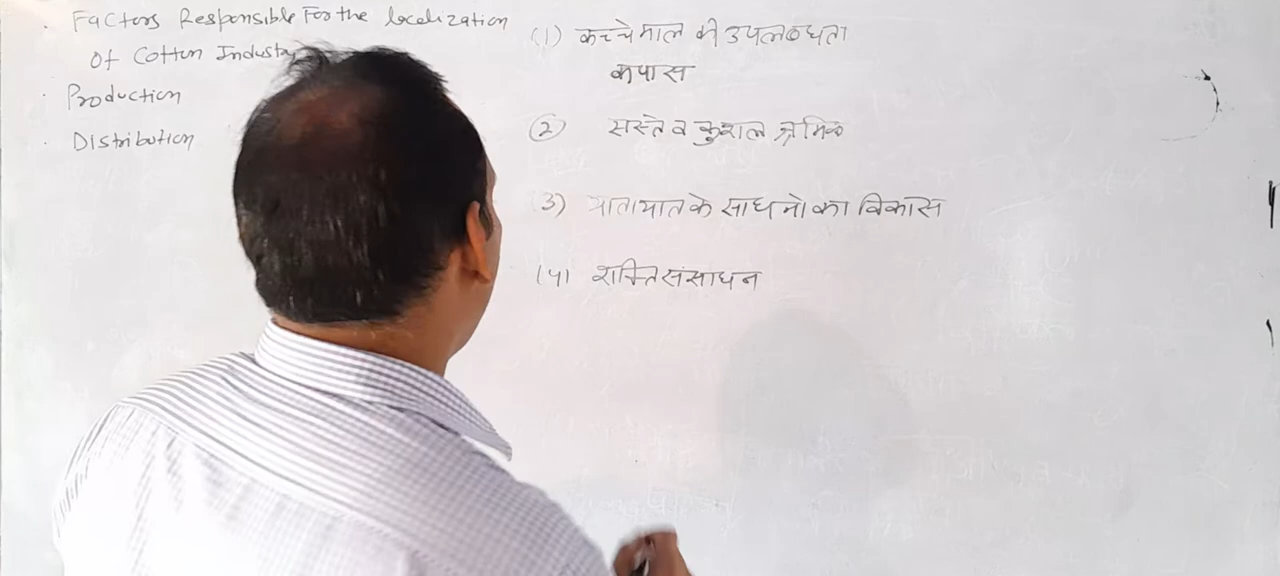 · Factors Responsible For the localization
Of Cotton Industry
· Production
· Distribution
(1) कच्चे माल की उपलब्धता
कपास
(2) सस्ते व कुशल श्रमिक
(3) यातायात के साधनो का विकास
(4) शक्ति संसाधन